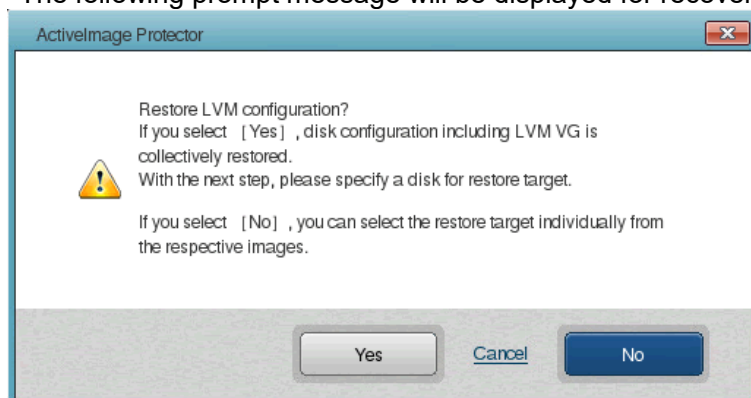 The following prompt message will be displayed for recover
ActiveImage Protector
Restore LVM configuration?
If you select [Yes] , disk configuration including LVM VG is
collectively restored.
With the next step, please specify a disk for restore target.
If you select [No] , you can select the restore target individually from
the respective images.
Yes Cancel No